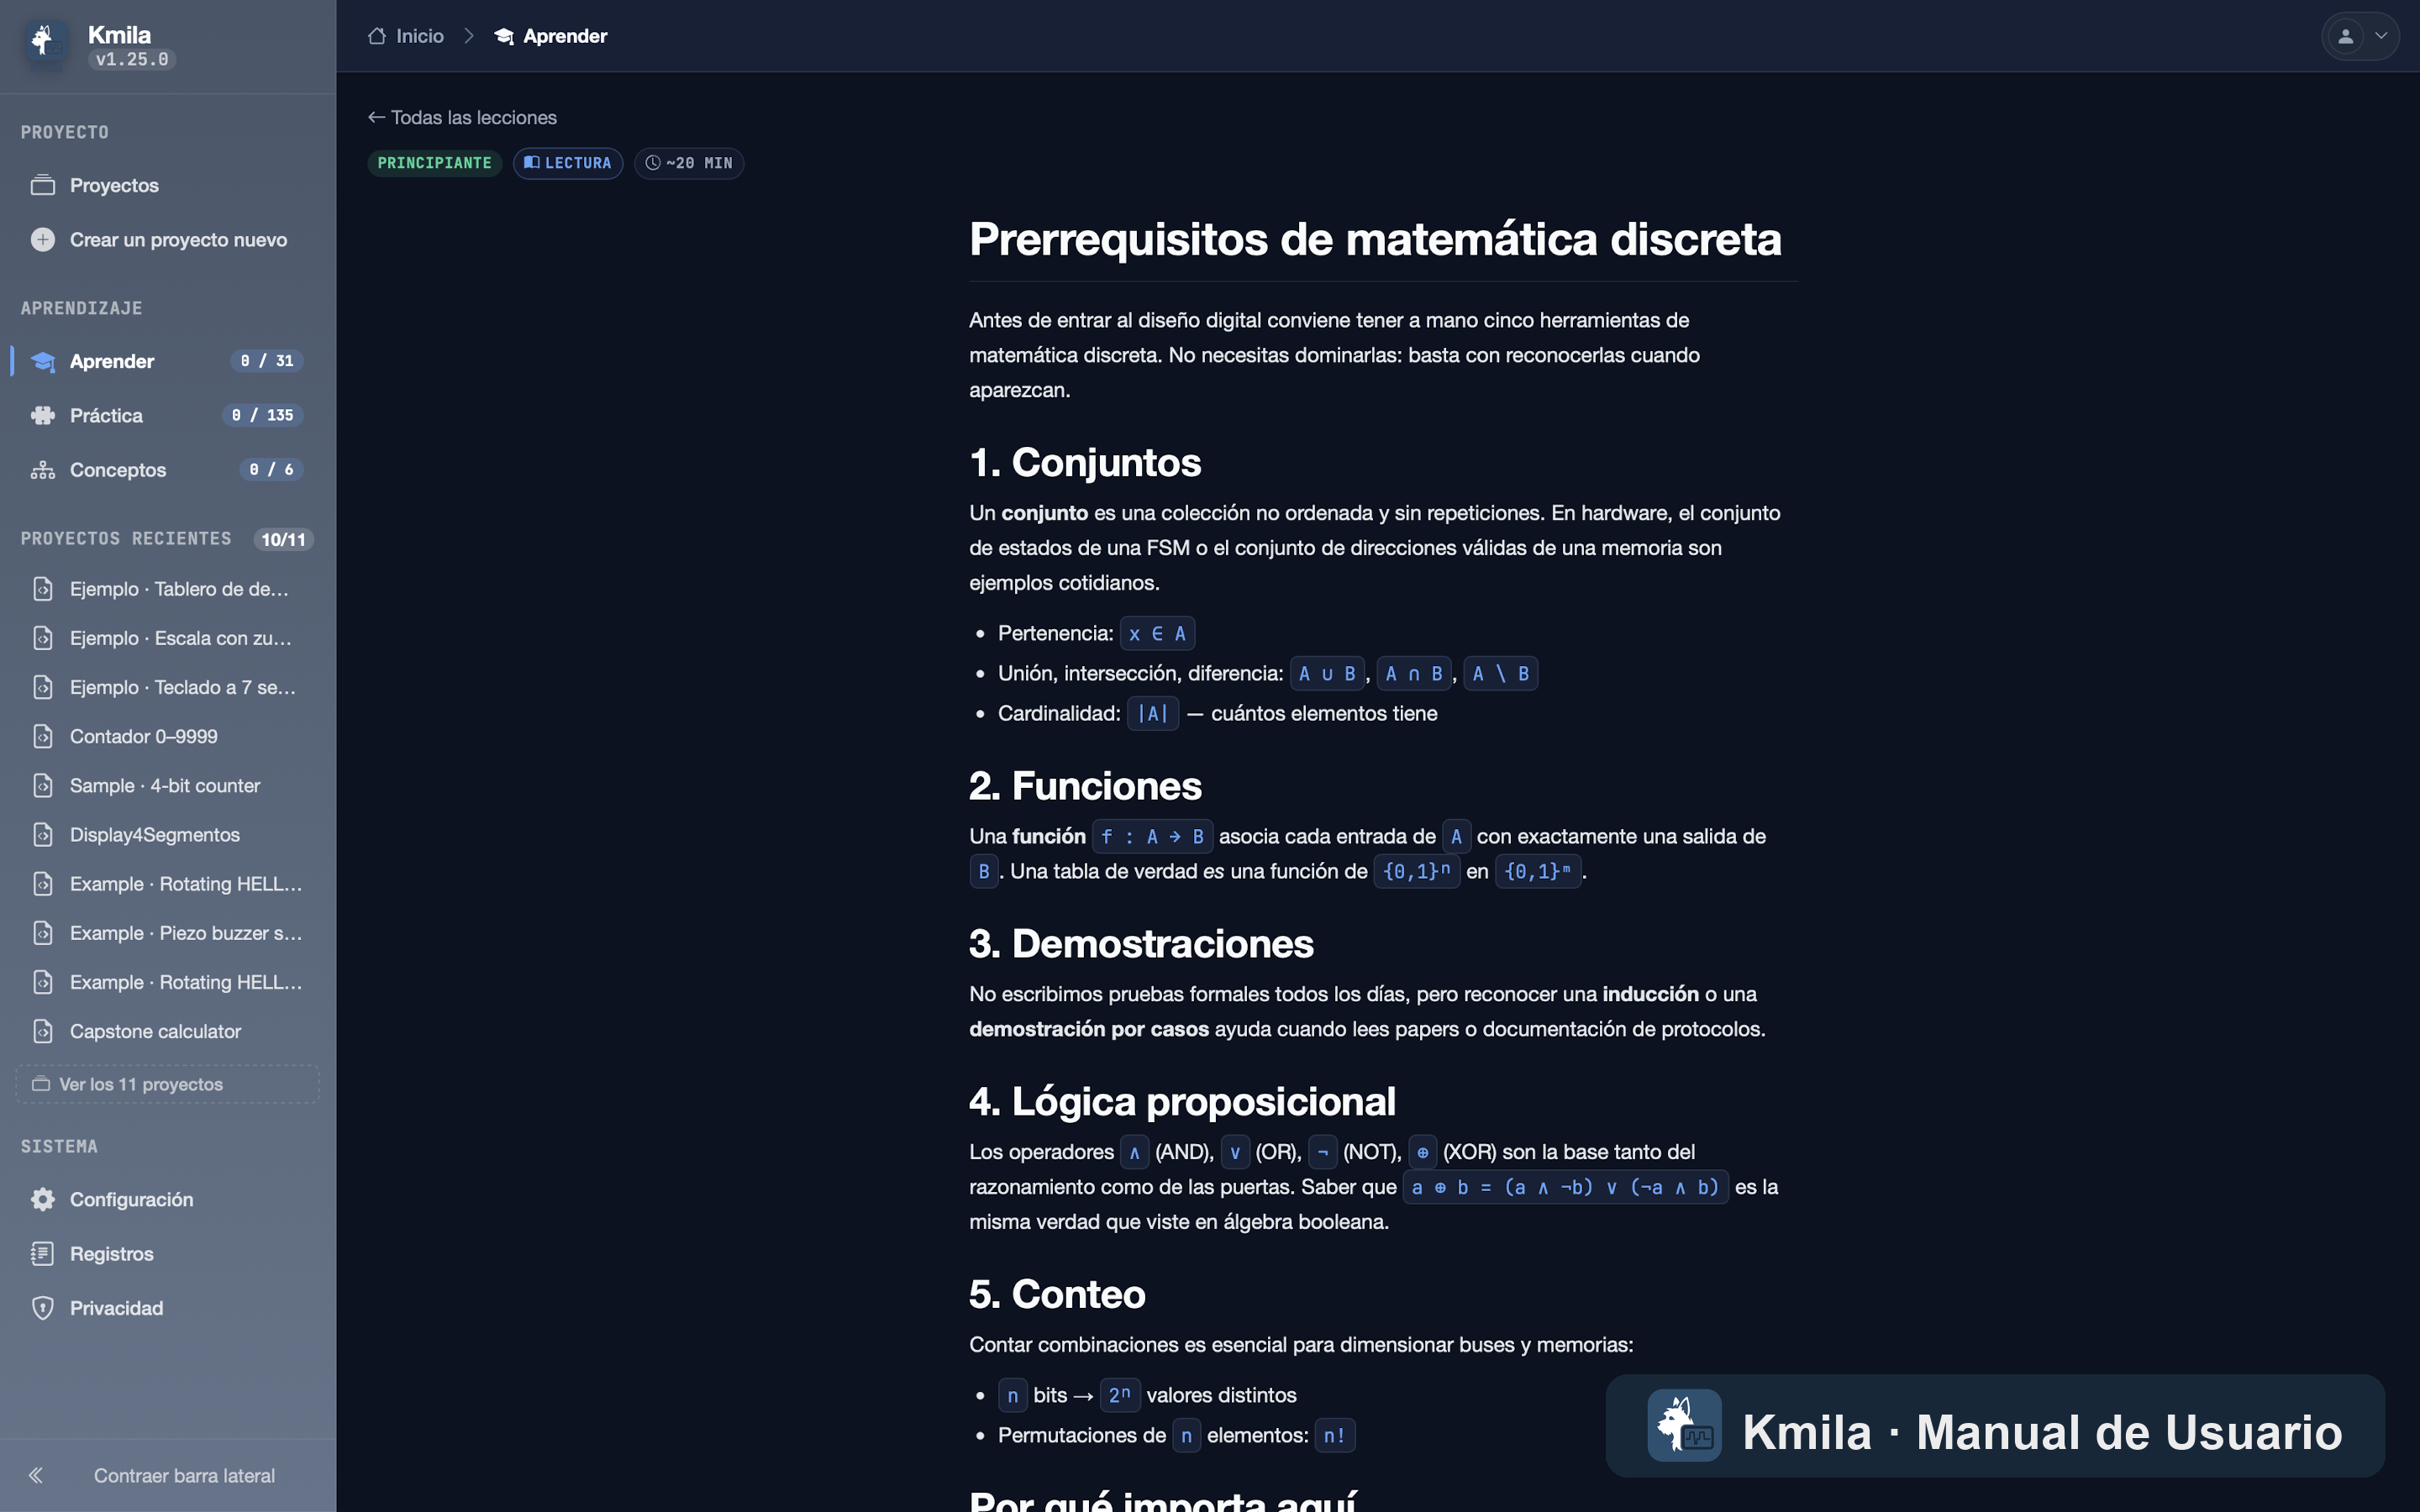 Kmila
v1.25.0
PROYECTO
Proyectos
Crear un proyecto nuevo
APRENDIZAJE
Aprender 0 / 31
Práctica 0 / 135
Conceptos 0 / 6
PROYECTOS RECIENTES 10/11
Ejemplo · Tablero de de…
Ejemplo · Escala con zu…
Ejemplo · Teclado a 7 se…
Contador 0–9999
Sample · 4-bit counter
Display4Segmentos
Example · Rotating HELL…
Example · Piezo buzzer s…
Example · Rotating HELL…
Capstone calculator
Ver los 11 proyectos
SISTEMA
Configuración
Registros
Privacidad
Contraer barra lateral
Inicio > Aprender
← Todas las lecciones
PRINCIPIANTE LECTURA ~20 MIN
Prerrequisitos de matemática discreta
Antes de entrar al diseño digital conviene tener a mano cinco herramientas de
matemática discreta. No necesitas dominarlas: basta con reconocerlas cuando
aparezcan.
1. Conjuntos
Un conjunto es una colección no ordenada y sin repeticiones. En hardware, el conjunto
de estados de una FSM o el conjunto de direcciones válidas de una memoria son
ejemplos cotidianos.
• Pertenencia: x ∈ A
• Unión, intersección, diferencia: A ∪ B, A ∩ B, A \ B
• Cardinalidad: |A| — cuántos elementos tiene
2. Funciones
Una función f : A → B asocia cada entrada de A con exactamente una salida de
B. Una tabla de verdad es una función de {0,1}ⁿ en {0,1}ᵐ.
3. Demostraciones
No escribimos pruebas formales todos los días, pero reconocer una inducción o una
demostración por casos ayuda cuando lees papers o documentación de protocolos.
4. Lógica proposicional
Los operadores ∧ (AND), ∨ (OR), ¬ (NOT), ⊕ (XOR) son la base tanto del
razonamiento como de las puertas. Saber que a ⊕ b = (a ∧ ¬b) ∨ (¬a ∧ b) es la
misma verdad que viste en álgebra booleana.
5. Conteo
Contar combinaciones es esencial para dimensionar buses y memorias:
• n bits → 2ⁿ valores distintos
• Permutaciones de n elementos: n!
Por qué importa aquí
Kmila · Manual de Usuario